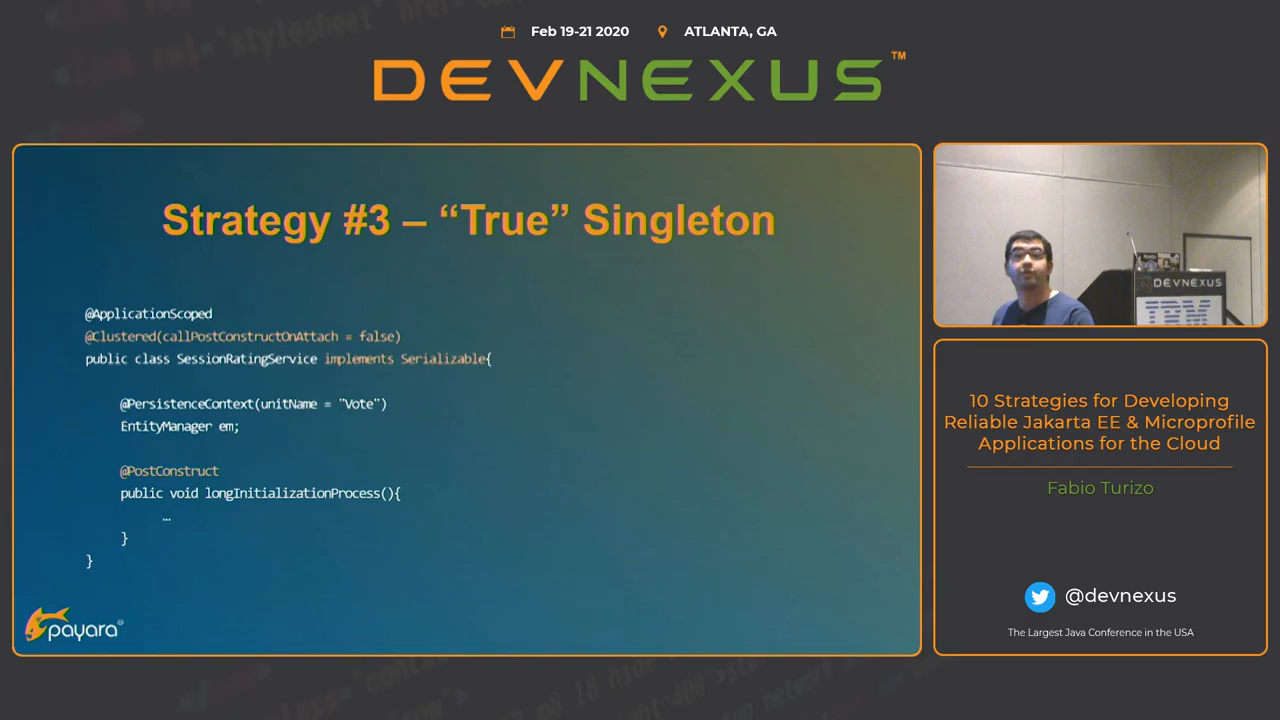 Feb 19-21 2020 ATLANTA, GA
DEVNEXUS™
Strategy #3 – “True” Singleton
@ApplicationScoped
@Clustered(callPostConstructOnAttach = false)
public class SessionRatingService implements Serializable{
@PersistenceContext(unitName = "Vote")
EntityManager em;
@PostConstruct
public void longInitializationProcess(){
…
}
}
payara®
DEVNEXUS
IBM
10 Strategies for Developing
Reliable Jakarta EE & Microprofile
Applications for the Cloud
Fabio Turizo
@devnexus
The Largest Java Conference in the USA